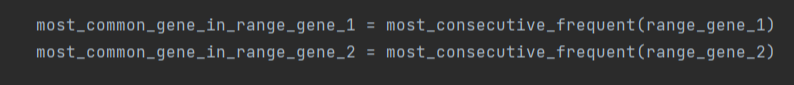 most_common_gene_in_range_gene_1 = most_consecutive_frequent(range_gene_1)
most_common_gene_in_range_gene_2 = most_consecutive_frequent(range_gene_2)